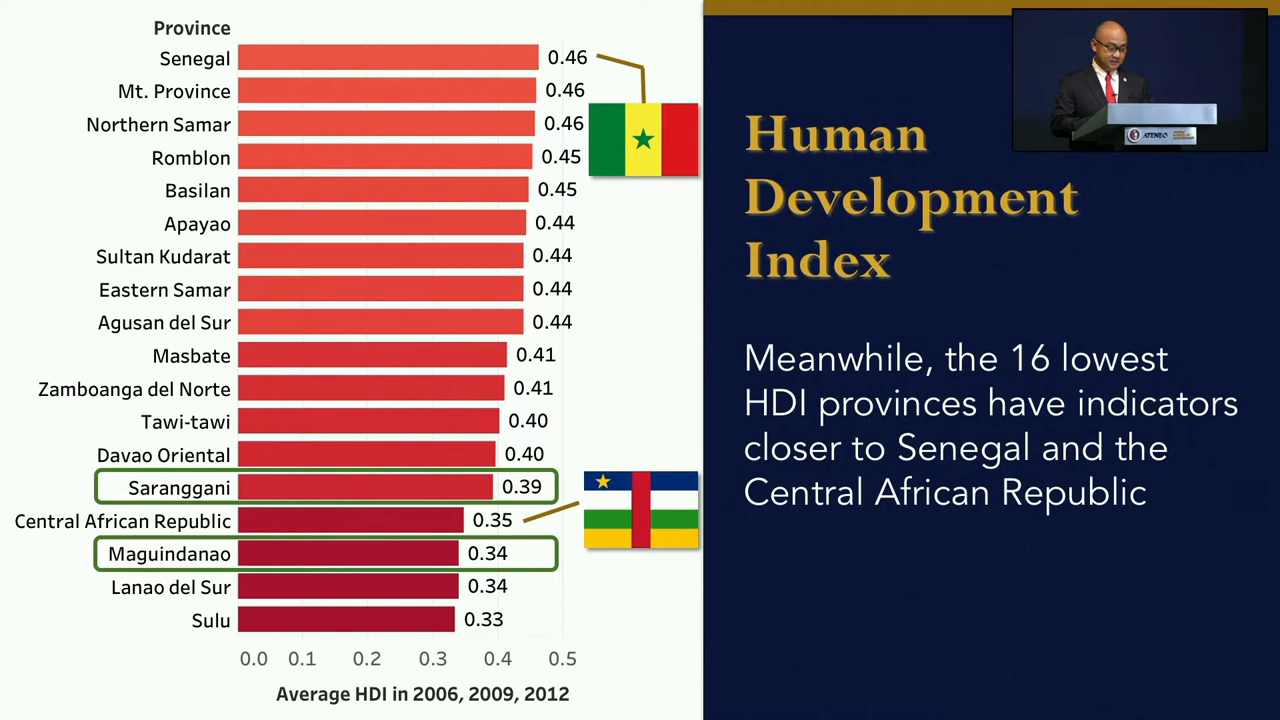 Province
Senegal 0.46
Mt. Province 0.46
Northern Samar 0.46
Romblon 0.45
Basilan 0.45
Apayao 0.44
Sultan Kudarat 0.44
Eastern Samar 0.44
Agusan del Sur 0.44
Masbate 0.41
Zamboanga del Norte 0.41
Tawi-tawi 0.40
Davao Oriental 0.40
Saranggani 0.39
Central African Republic 0.35
Maguindanao 0.34
Lanao del Sur 0.34
Sulu 0.33
0.0 0.1 0.2 0.3 0.4 0.5
Average HDI in 2006, 2009, 2012
Human
Development
Index
Meanwhile, the 16 lowest
HDI provinces have indicators
closer to Senegal and the
Central African Republic
ATENEO